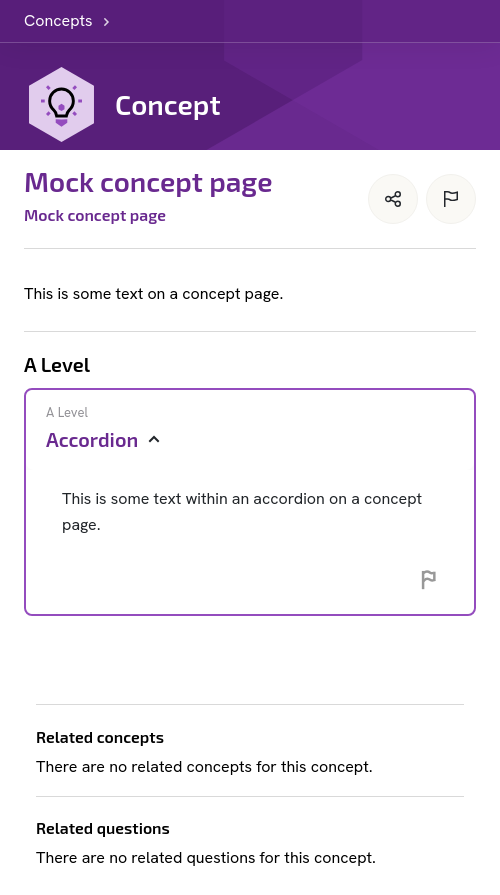 Concepts
Concept
Mock concept page
Mock concept page
This is some text on a concept page.
A Level
A Level
Accordion
This is some text within an accordion on a concept
page.
Related concepts
There are no related concepts for this concept.
Related questions
There are no related questions for this concept.